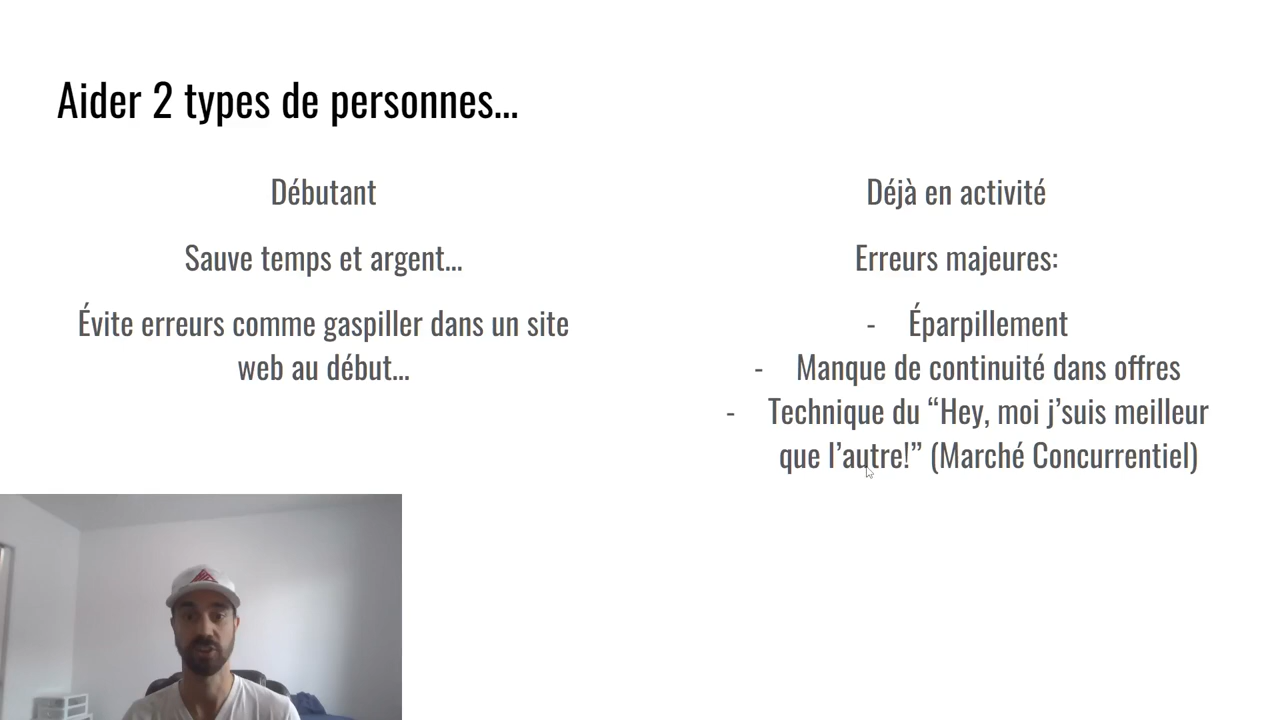 Aider 2 types de personnes...
Débutant
Sauve temps et argent...
Évite erreurs comme gaspiller dans un site
web au début...
Déjà en activité
Erreurs majeures:
- Éparpillement
- Manque de continuité dans offres
- Technique du “Hey, moi j’suis meilleur
que l’autre!” (Marché Concurrentiel)